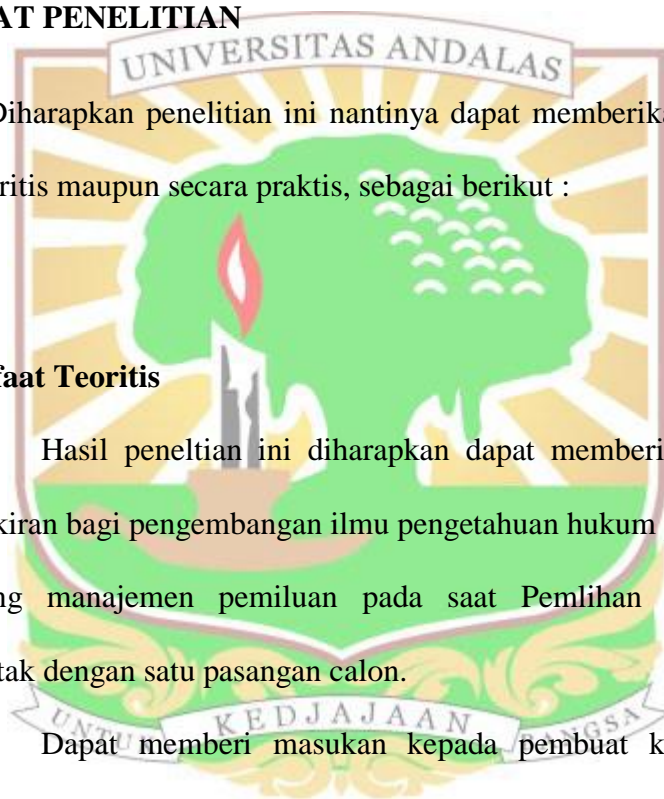 AT PENELITIAN
UNIVERSITAS ANDALAS
Diharapkan penelitian ini nantinya dapat memberika
ritis maupun secara praktis, sebagai berikut :
faat Teoritis
Hasil peneltian ini diharapkan dapat memberi
kiran bagi pengembangan ilmu pengetahuan hukum
ng manajemen pemiluan pada saat Pemlihan
tak dengan satu pasangan calon.
UNTUK KEDJAJAAN BANGSA
Dapat memberi masukan kepada pembuat k